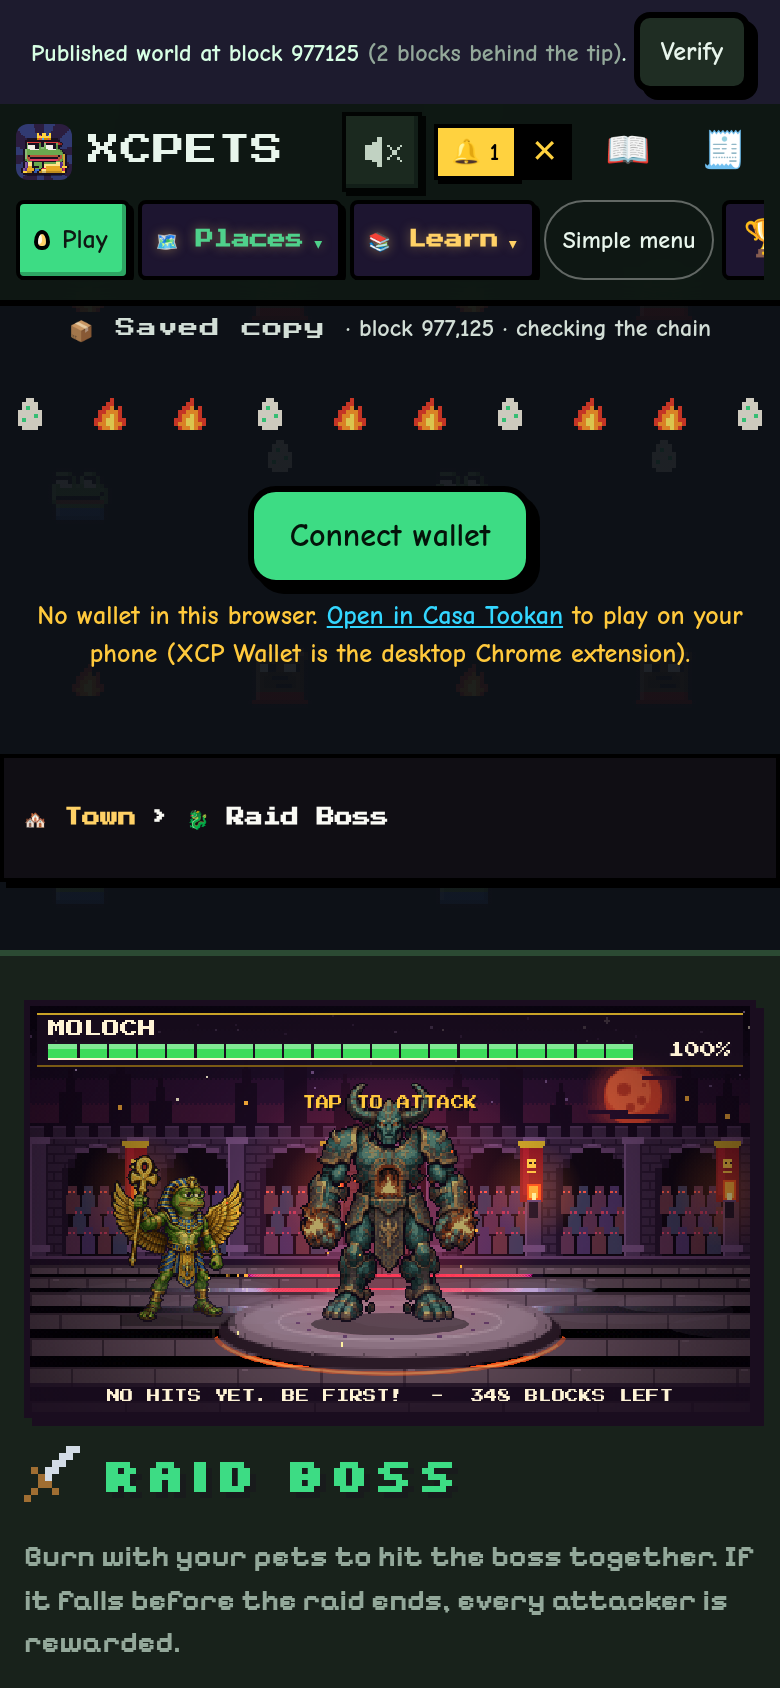 Published world at block 977125 (2 blocks behind the tip).
Verify
XCPETS
1
Play
Places
Learn
Simple menu
Saved copy · block 977,125 · checking the chain
Connect wallet
No wallet in this browser. Open in Casa Tookan to play on your
phone (XCP Wallet is the desktop Chrome extension).
Town › Raid Boss
MOLOCH
100%
TAP TO ATTACK
NO HITS YET. BE FIRST! - 348 BLOCKS LEFT
RAID BOSS
Burn with your pets to hit the boss together. If
it falls before the raid ends, every attacker is
rewarded.